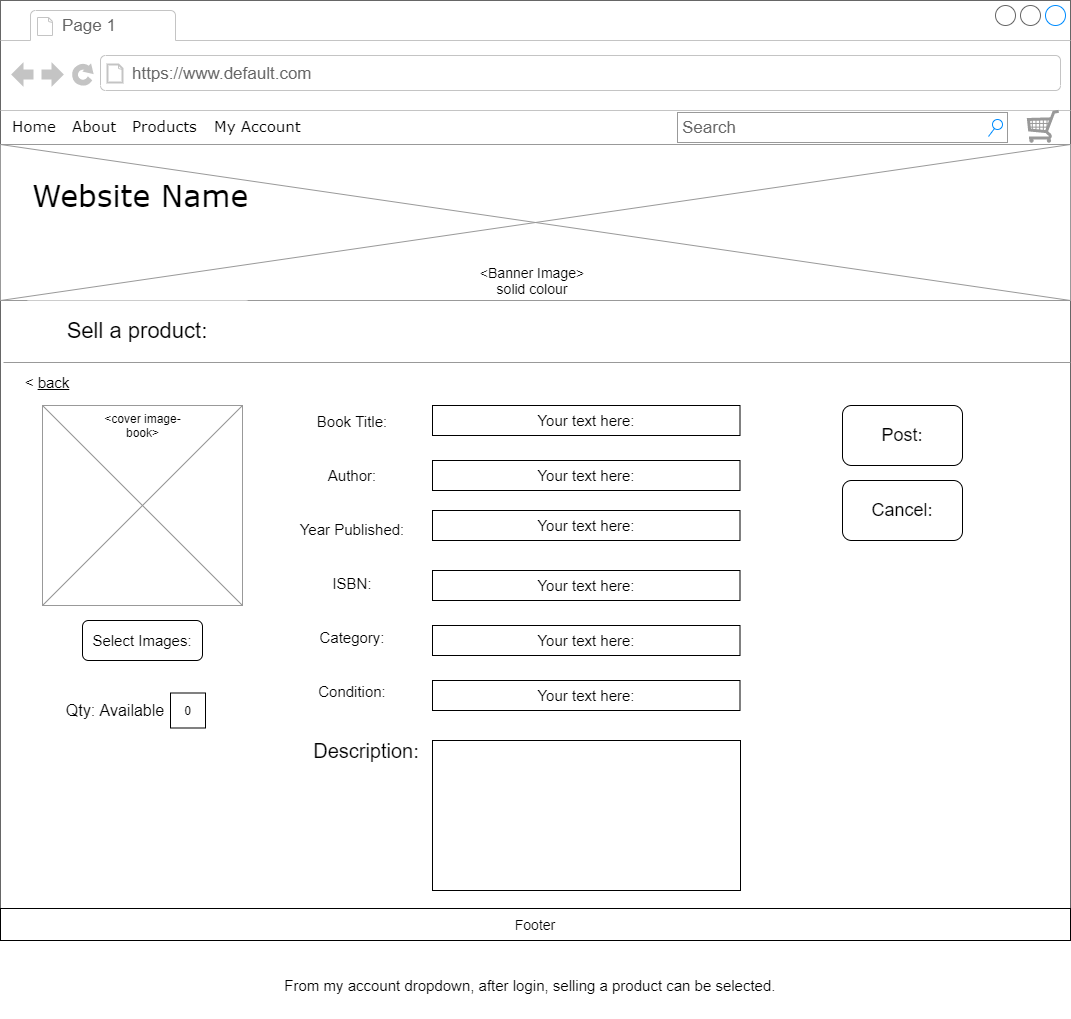 Page 1
https://www.default.com
Home About Products My Account Search
Website Name
<Banner Image>
solid colour
Sell a product:
< back
<cover image-
book>
Book Title: Your text here:
Post:
Author: Your text here:
Cancel:
Year Published: Your text here:
ISBN: Your text here:
Select Images:
Category: Your text here:
Condition: Your text here:
Qty: Available 0
Description:
Footer
From my account dropdown, after login, selling a product can be selected.